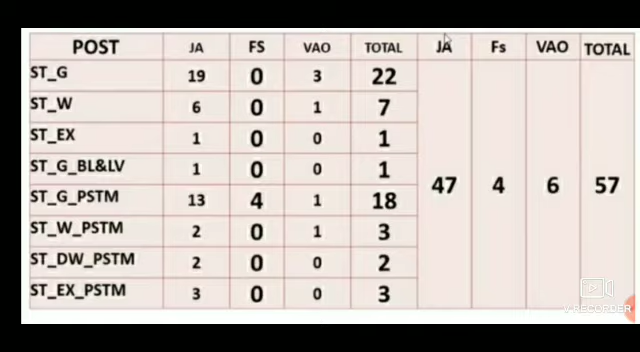 POST JA FS VAO TOTAL JA Fs VAO TOTAL
ST_G 19 0 3 22
ST_W 6 0 1 7
ST_EX 1 0 0 1
ST_G_BL&LV 1 0 0 1
ST_G_PSTM 13 4 1 18 47 4 6 57
ST_W_PSTM 2 0 1 3
ST_DW_PSTM 2 0 0 2
ST_EX_PSTM 3 0 0 3
V RECORDER